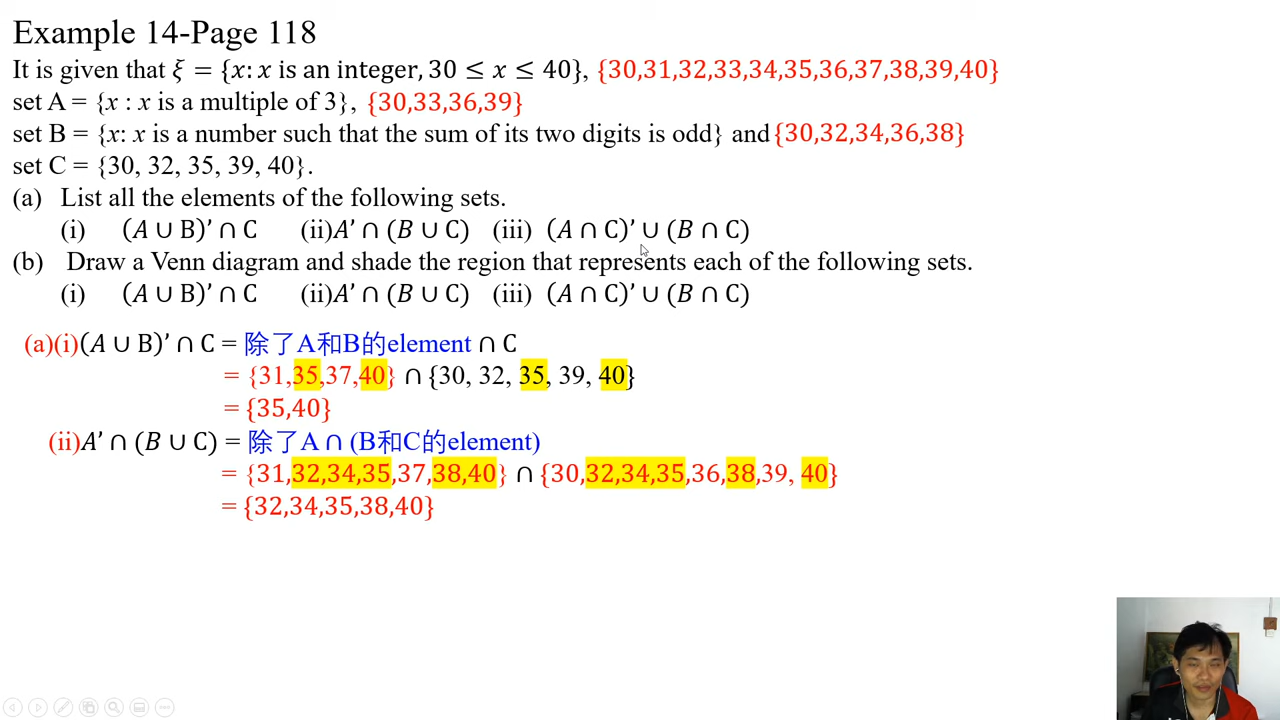 Example 14-Page 118
It is given that ξ = {x: x is an integer, 30 ≤ x ≤ 40}, {30,31,32,33,34,35,36,37,38,39,40}
set A = {x : x is a multiple of 3}, {30,33,36,39}
set B = {x: x is a number such that the sum of its two digits is odd} and {30,32,34,36,38}
set C = {30, 32, 35, 39, 40}.
(a) List all the elements of the following sets.
(i) (A ∪ B)’ ∩ C (ii)A’ ∩ (B ∪ C) (iii) (A ∩ C)’ ∪ (B ∩ C)
(b) Draw a Venn diagram and shade the region that represents each of the following sets.
(i) (A ∪ B)’ ∩ C (ii)A’ ∩ (B ∪ C) (iii) (A ∩ C)’ ∪ (B ∩ C)
(a)(i)(A ∪ B)’ ∩ C = 除了A和B的element ∩ C
= {31,35,37,40} ∩ {30, 32, 35, 39, 40}
= {35,40}
(ii)A’ ∩ (B ∪ C) = 除了A ∩ (B和C的element)
= {31,32,34,35,37,38,40} ∩ {30,32,34,35,36,38,39, 40}
= {32,34,35,38,40}